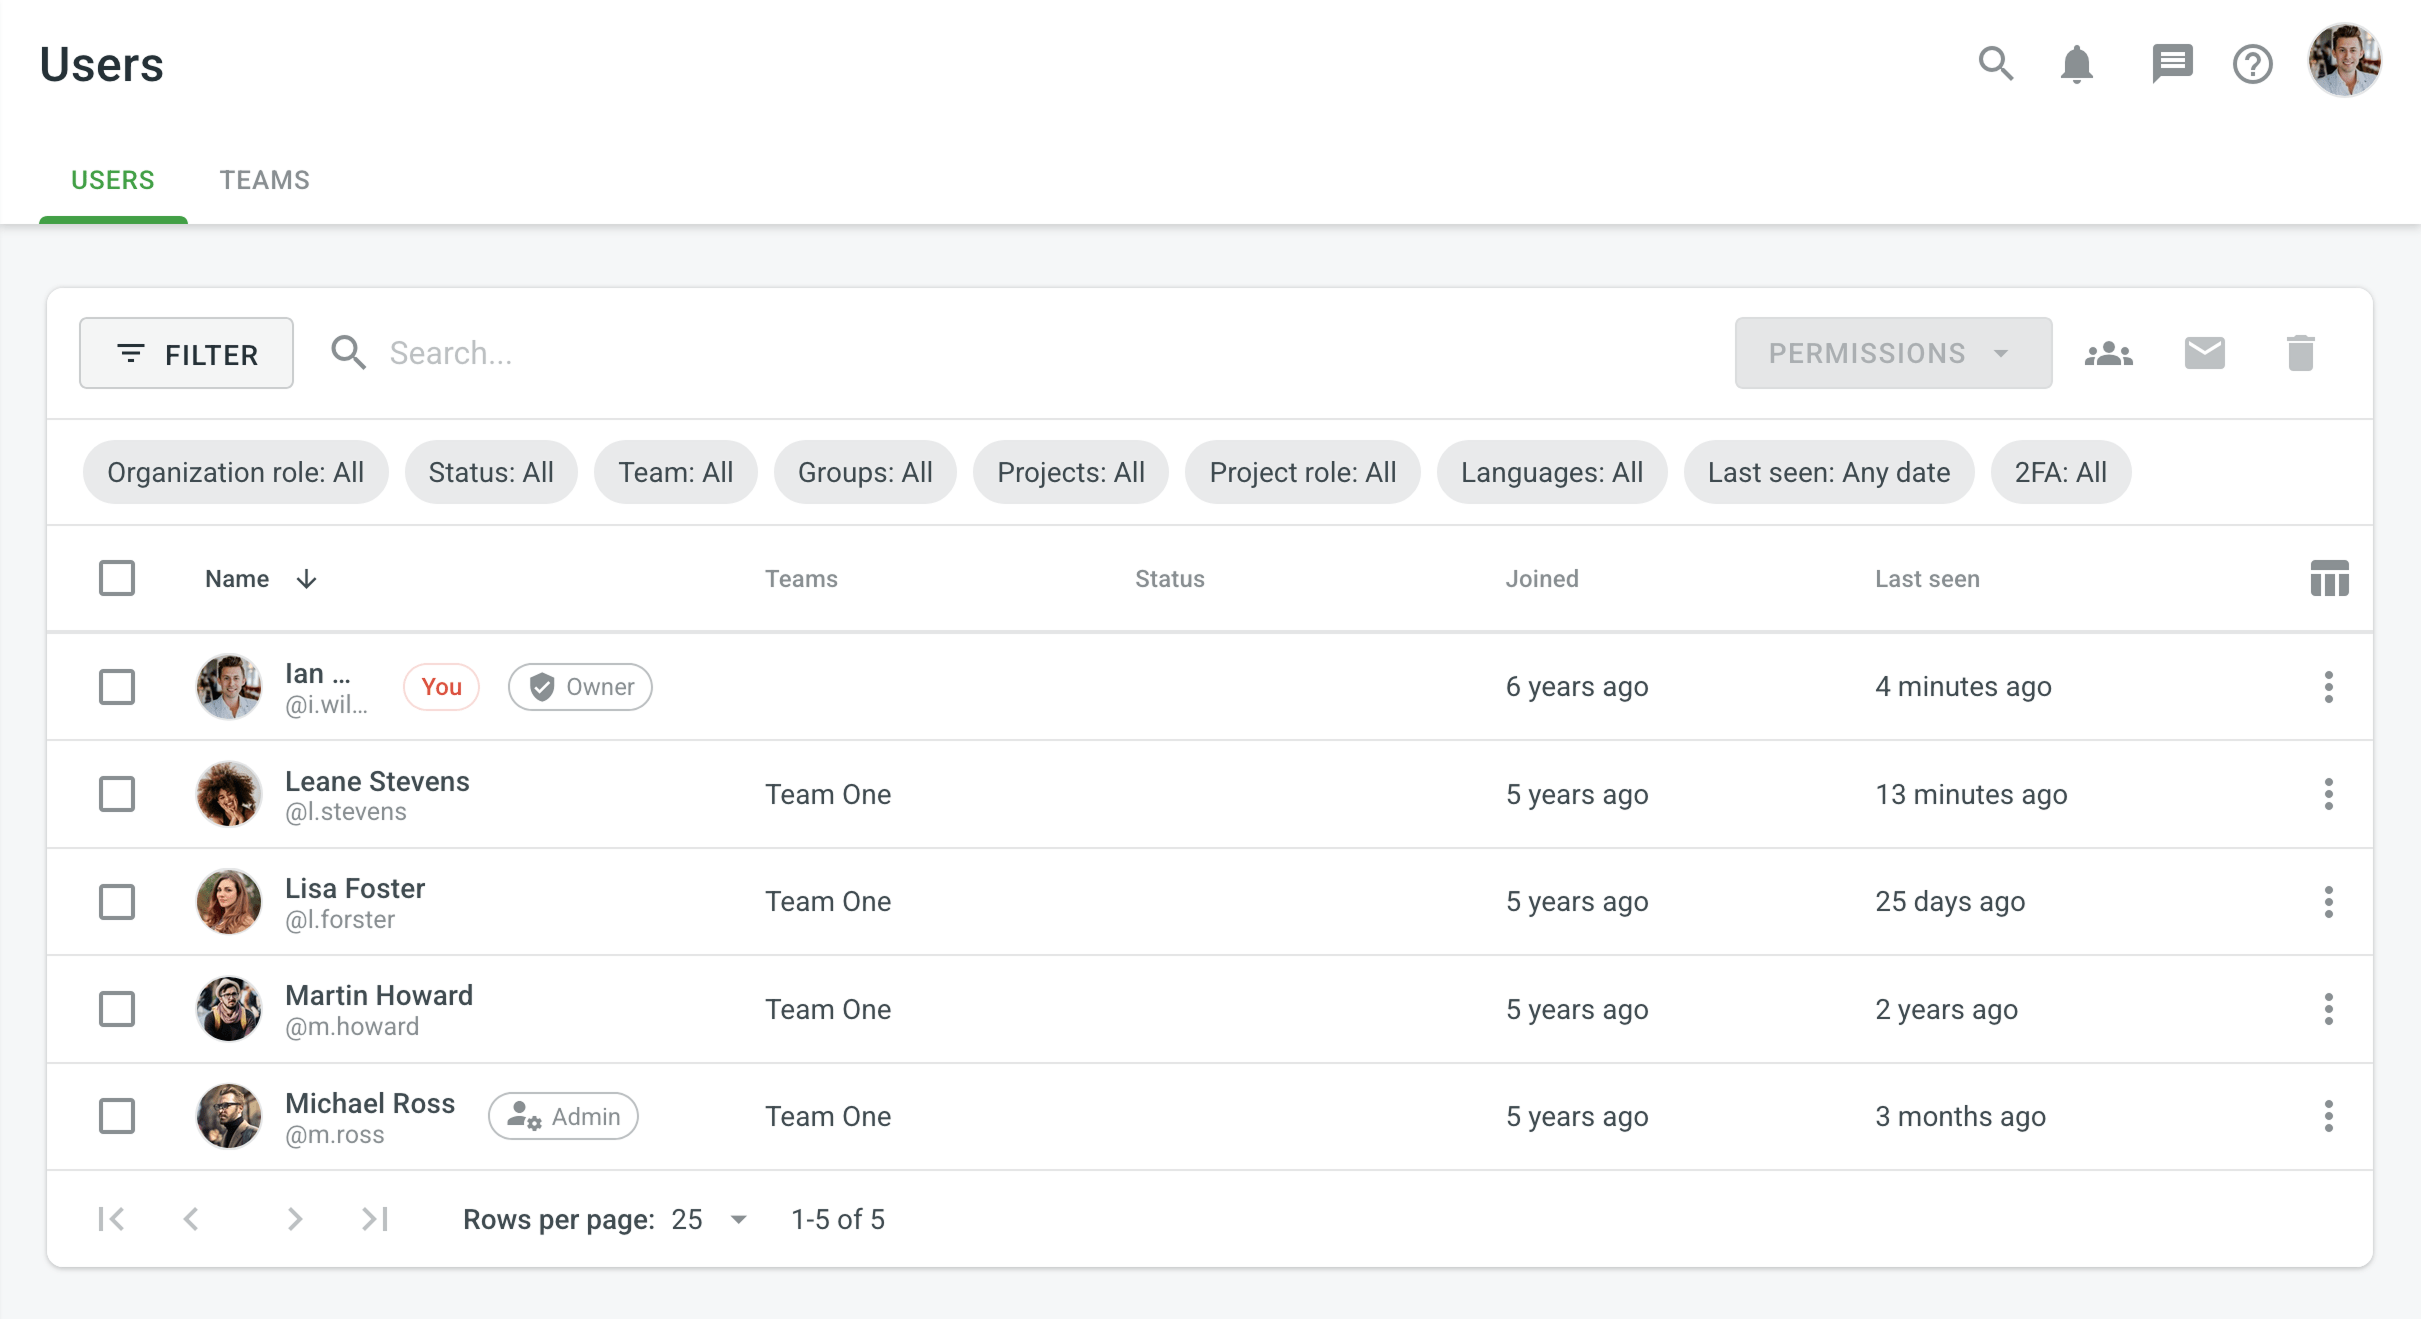 Users
USERS TEAMS
FILTER Search... PERMISSIONS
Organization role: All Status: All Team: All Groups: All Projects: All Project role: All Languages: All Last seen: Any date 2FA: All
Name Teams Status Joined Last seen
Ian ... You Owner 6 years ago 4 minutes ago
@i.wil...
Leane Stevens Team One 5 years ago 13 minutes ago
@l.stevens
Lisa Foster Team One 5 years ago 25 days ago
@l.forster
Martin Howard Team One 5 years ago 2 years ago
@m.howard
Michael Ross Admin Team One 5 years ago 3 months ago
@m.ross
Rows per page: 25 1-5 of 5